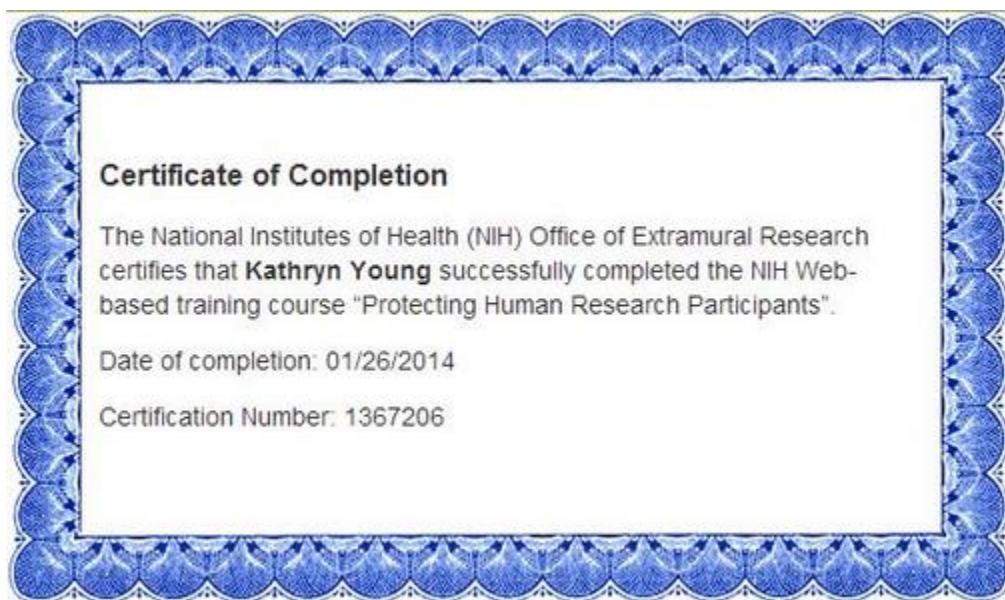 Certificate of Completion
The National Institutes of Health (NIH) Office of Extramural Research
certifies that Kathryn Young successfully completed the NIH Web-
based training course “Protecting Human Research Participants”.
Date of completion: 01/26/2014
Certification Number: 1367206